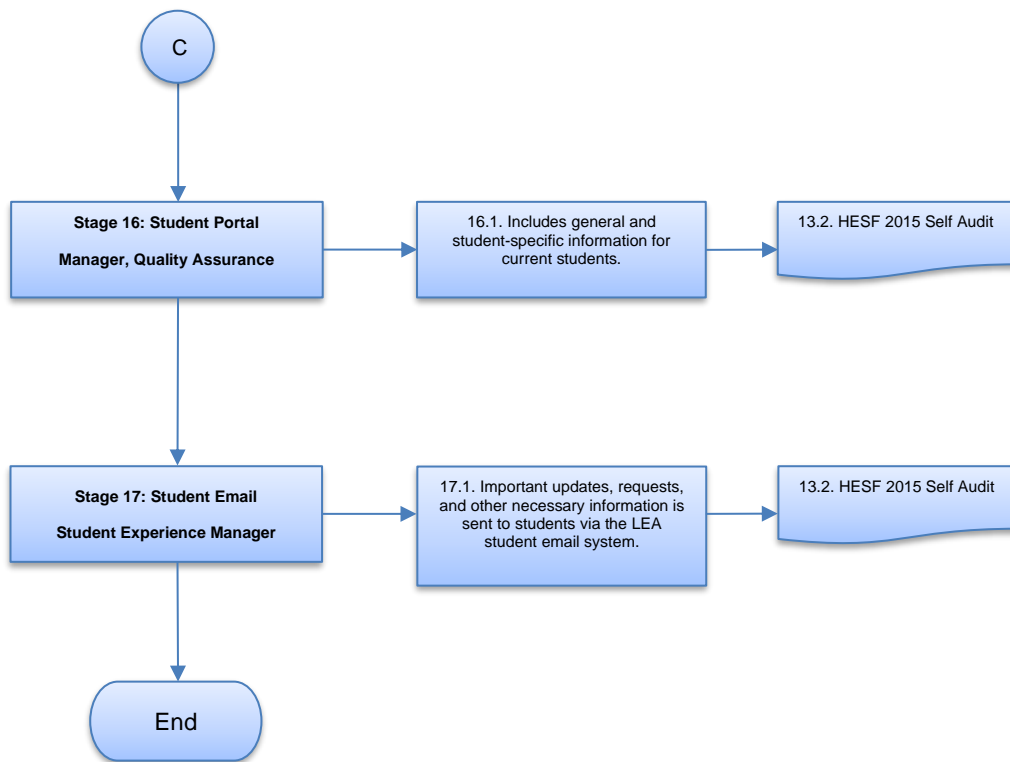 C
Stage 16: Student Portal
Manager, Quality Assurance
16.1. Includes general and
student-specific information for
current students.
13.2. HESF 2015 Self Audit
Stage 17: Student Email
Student Experience Manager
17.1. Important updates, requests,
and other necessary information is
sent to students via the LEA
student email system.
13.2. HESF 2015 Self Audit
End